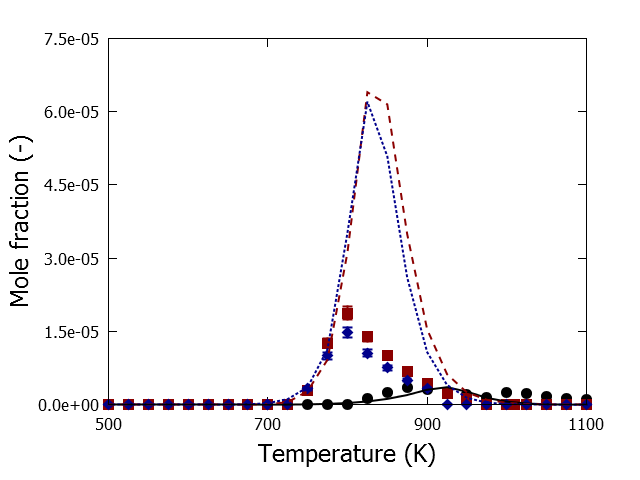 7.5e-05
6.0e-05
4.5e-05
3.0e-05
1.5e-05
0.0e+00
Mole fraction (-)
500
700
900
1100
Temperature (K)